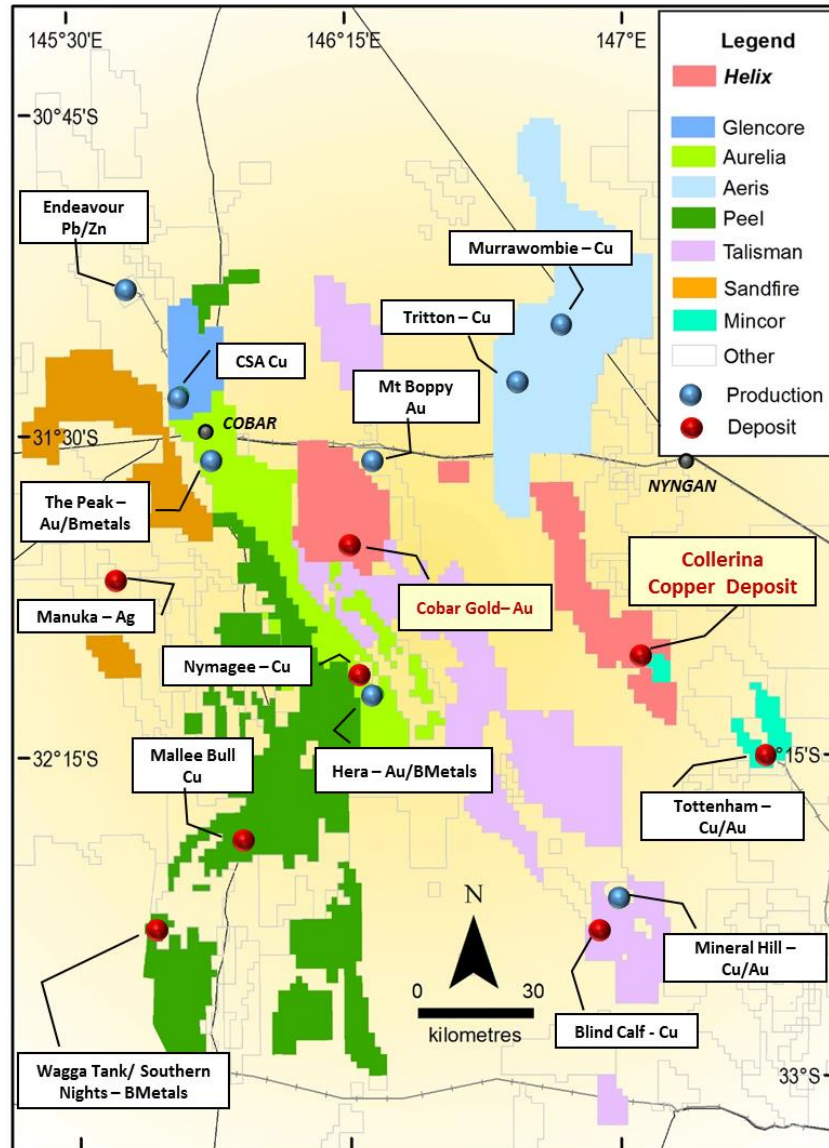 145°30'E
146°15'E
147°E
Legend
Helix
Glencore
Aurelia
Aeris
Peel
Talisman
Sandfire
Mincor
Other
Production
Deposit
30°45'S
Endeavour
Pb/Zn
Murrawombie – Cu
Tritton – Cu
CSA Cu
Mt Boppy
Au
COBAR
31°30'S
NYNGAN
The Peak –
Au/Bmetals
Collerina
Copper Deposit
Cobar Gold– Au
Manuka – Ag
Nymagee – Cu
32°15'S
°15'S
Mallee Bull
Cu
Hera – Au/BMetals
Tottenham –
Cu/Au
N
Mineral Hill –
Cu/Au
0 30
kilometres
Blind Calf - Cu
Wagga Tank/ Southern
Nights – BMetals
33°S